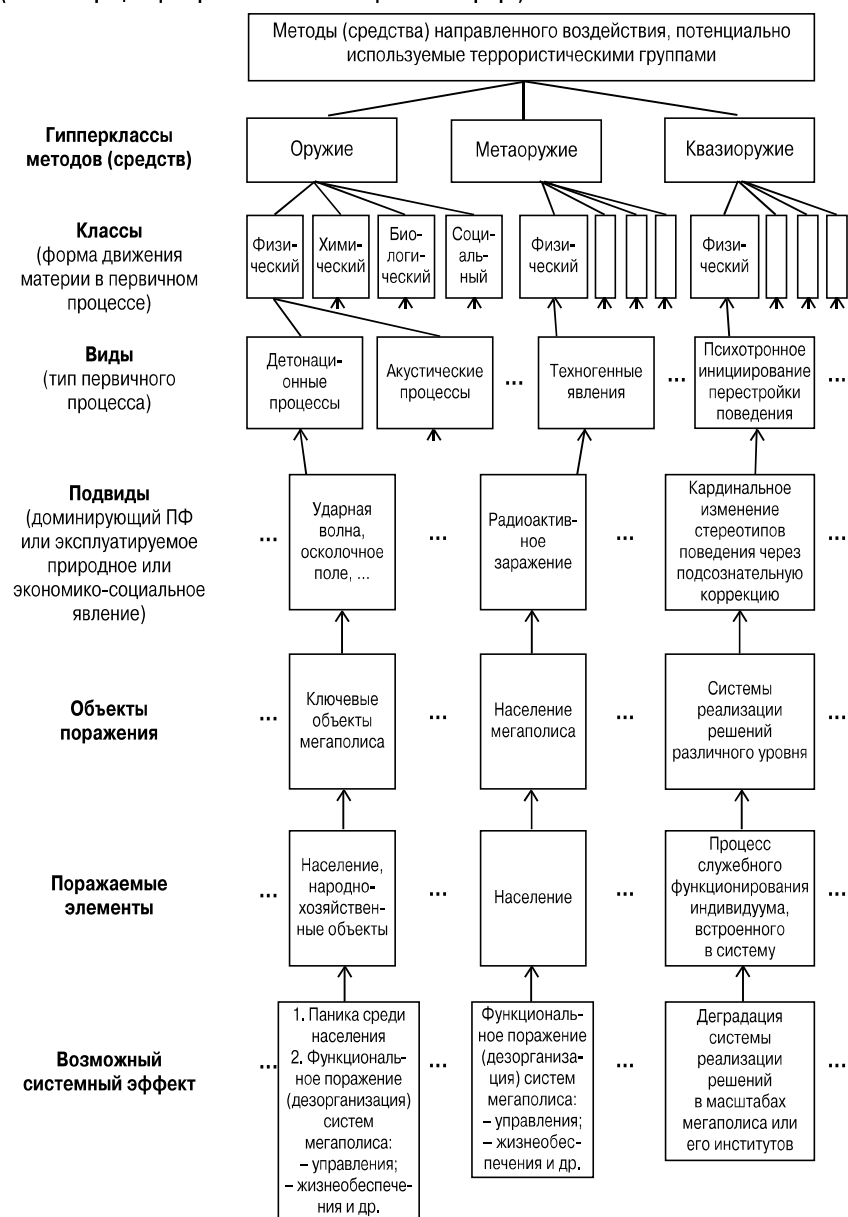 Методы (средства) направленного воздействия, потенциально
используемые террористическими группами
Гипперклассы
методов (средств)
Оружие
Метаоружие
Квазиоружие
Классы
(форма движения
материи в первичном
процессе)
Физи-
ческий
Хими-
ческий
Био-
логи-
ческий
Соци-
аль-
ный
Физи-
ческий
Физи-
ческий
Виды
(тип первичного
процесса)
Детонаци-
онные
процессы
Акустические
процессы
...
Техногенные
явления
...
Психотронное
инициирование
перестройки
поведения
...
Подвиды
(доминирующий ПФ
или эксплуатируемое
природное или
экономико-социальное
явление)
...
Ударная
волна,
осколочное
поле, ...
...
Радиоактив-
ное
заражение
...
Кардинальное
изменение
стереотипов
поведения через
подсознательную
коррекцию
...
Объекты
поражения
...
Ключевые
объекты
мегаполиса
...
Население
мегаполиса
...
Системы
реализации
решений
различного уровня
...
Поражаемые
элементы
...
Население,
народно-
хозяйствен-
ные объекты
...
Население
...
Процесс
служебного
функционирования
индивидуума,
встроенного
в систему
...
Возможный
системный эффект
...
1. Паника среди
населения
2. Функциональ-
ное поражение
(дезорганизация)
систем
мегаполиса:
– управления;
– жизнеобеспече-
ния и др.
...
Функциональ-
ное поражение
(дезорганиза-
ция) систем
мегаполиса:
– управления;
– жизнеобес-
печения и др.
...
Деградация
системы
реализации
решений
в масштабах
мегаполиса или
его институтов
...